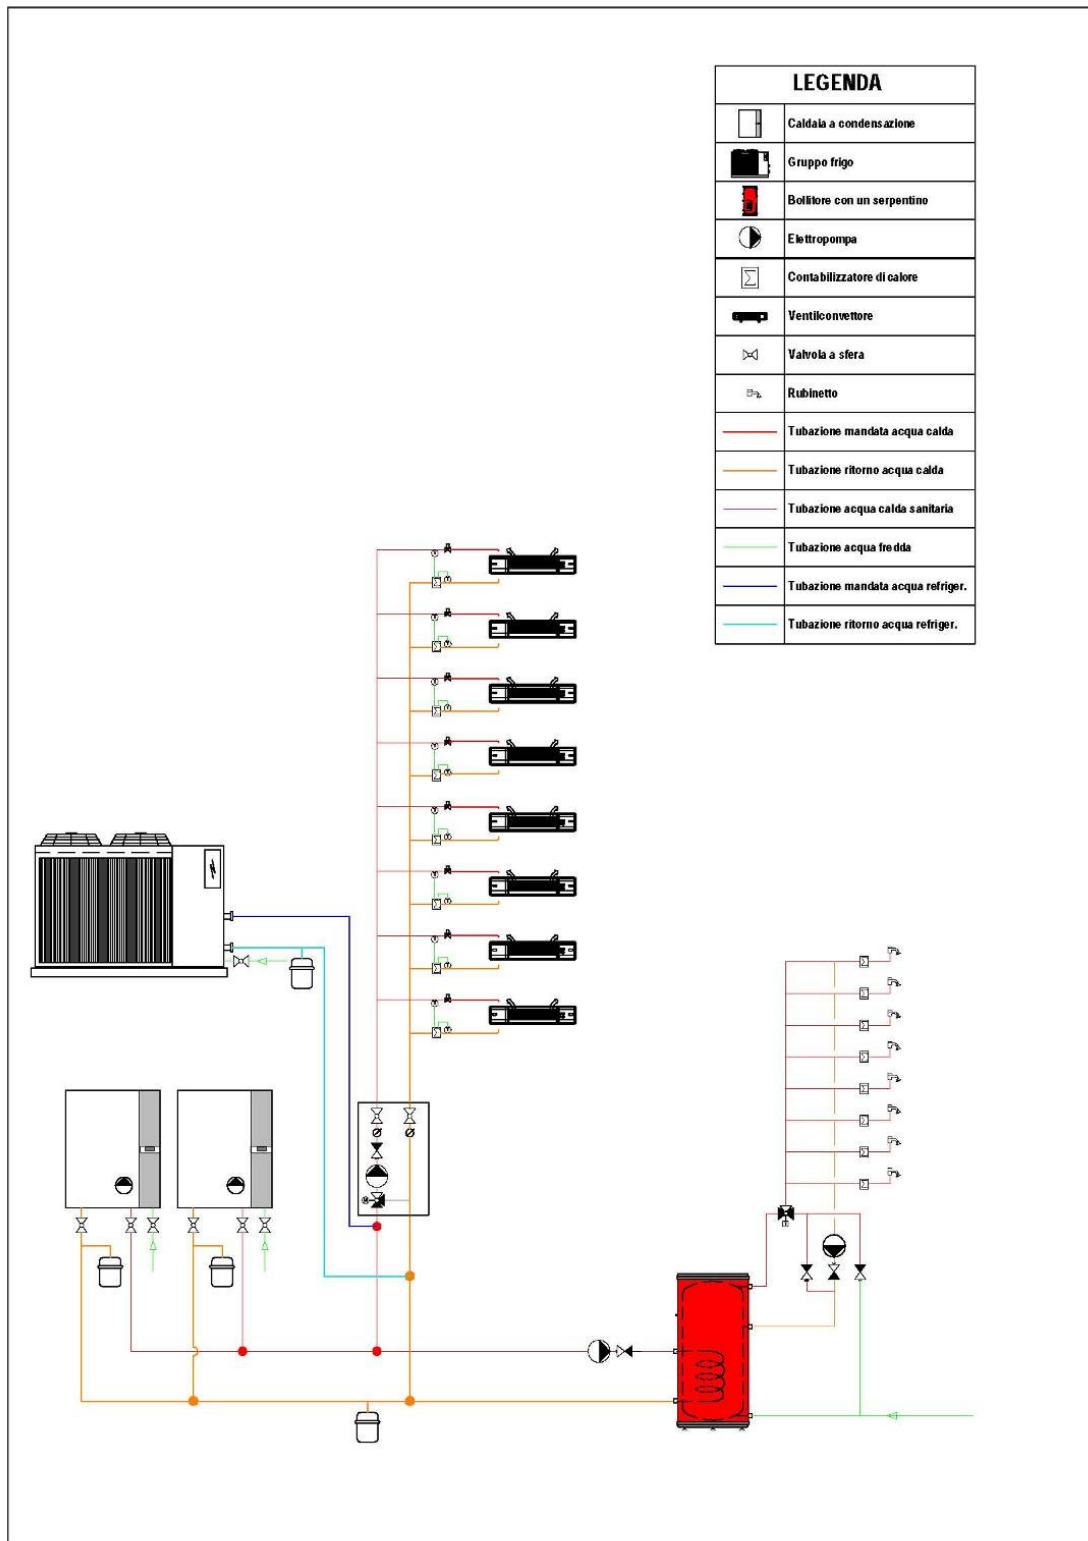 LEGENDA
Caldaia a condensazione
Gruppo frigo
Bollitore con un serpentino
Elettropompa
Contabilizzatore di calore
Ventilconvettore
Valvola a sfera
Rubinetto
Tubazione mandata acqua calda
Tubazione ritorno acqua calda
Tubazione acqua calda sanitaria
Tubazione acqua fredda
Tubazione mandata acqua refriger.
Tubazione ritorno acqua refriger.